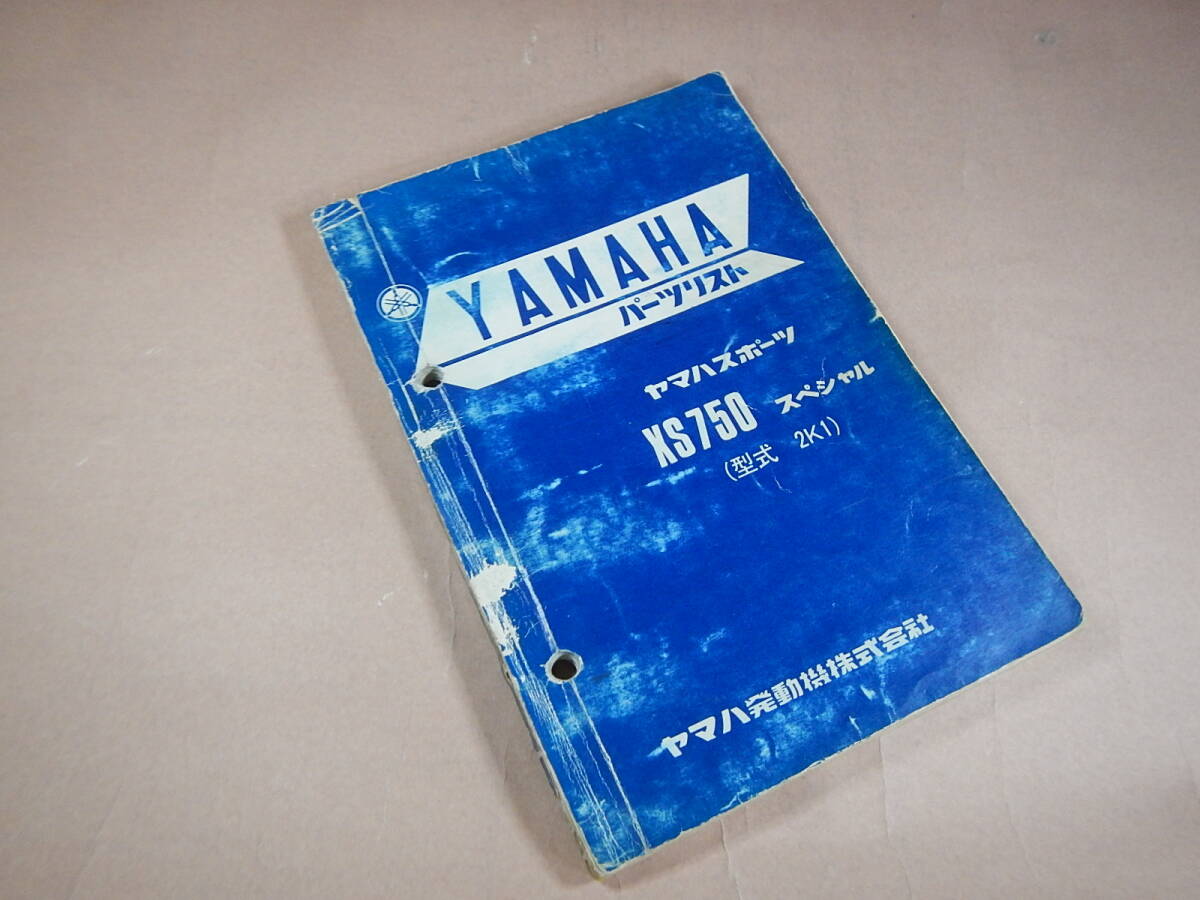 YAMAHA
パーツリスト
ヤマハスポーツ
XS750 スペシャル
(型式 2K1)
ヤマハ発動機株式会社